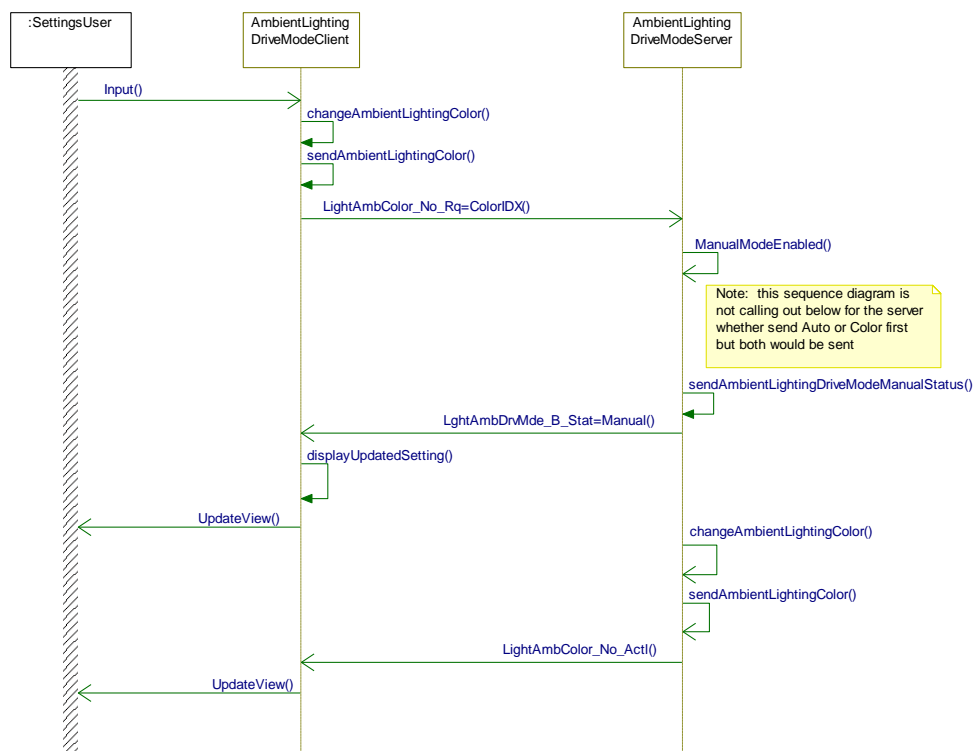 :SettingsUser
AmbientLighting
DriveModeClient
AmbientLighting
DriveModeServer
Input()
changeAmbientLightingColor()
sendAmbientLightingColor()
LightAmbColor_No_Rq=ColorIDX()
ManualModeEnabled()
Note: this sequence diagram is
not calling out below for the server
whether send Auto or Color first
but both would be sent
sendAmbientLightingDriveModeManualStatus()
LghtAmbDrvMde_B_Stat=Manual()
displayUpdatedSetting()
UpdateView()
changeAmbientLightingColor()
sendAmbientLightingColor()
LightAmbColor_No_Actl()
UpdateView()